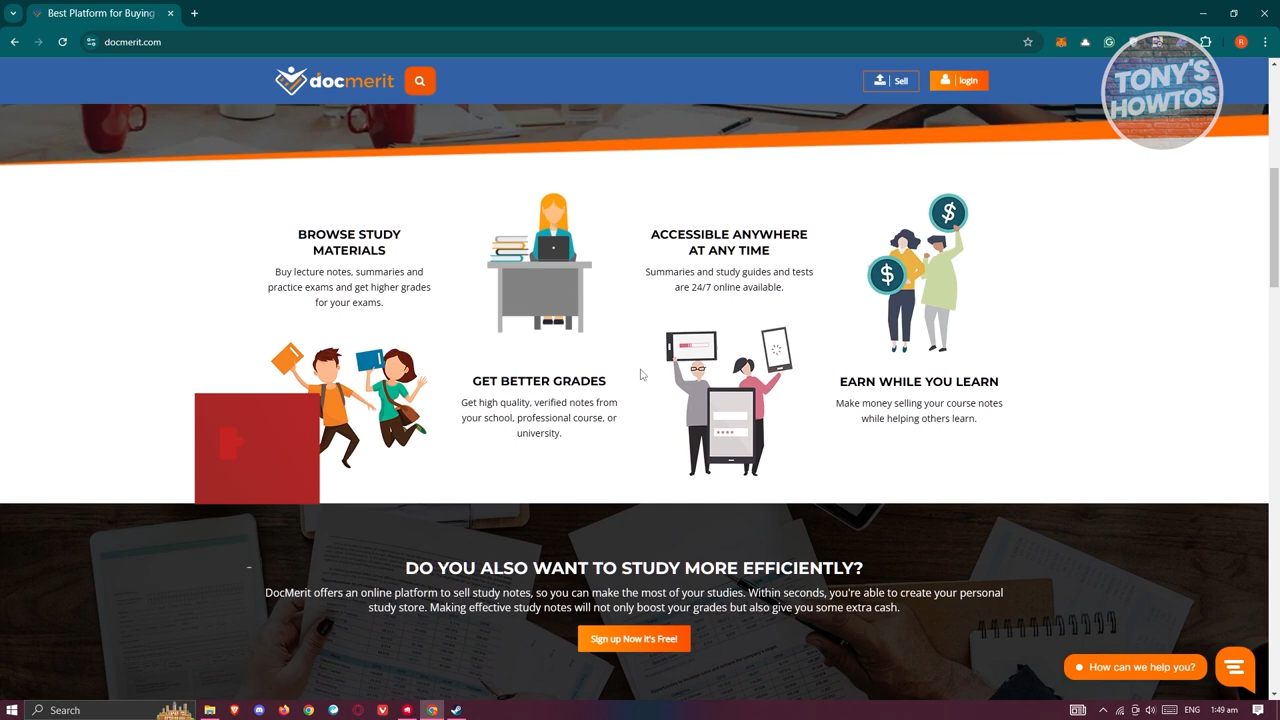 Best Platform for Buying
docmerit.com
docmerit
Sell
login
TONY'S
HOWTOS
BROWSE STUDY
MATERIALS
Buy lecture notes, summaries and
practice exams and get higher grades
for your exams.
ACCESSIBLE ANYWHERE
AT ANY TIME
Summaries and study guides and tests
are 24/7 online available.
$
$
GET BETTER GRADES
Get high quality, verified notes from
your school, professional course, or
university.
EARN WHILE YOU LEARN
Make money selling your course notes
while helping others learn.
DO YOU ALSO WANT TO STUDY MORE EFFICIENTLY?
DocMerit offers an online platform to sell study notes, so you can make the most of your studies. Within seconds, you're able to create your personal
study store. Making effective study notes will not only boost your grades but also give you some extra cash.
Sign up Now it's Free!
How can we help you?
Search
ENG
1:49 am